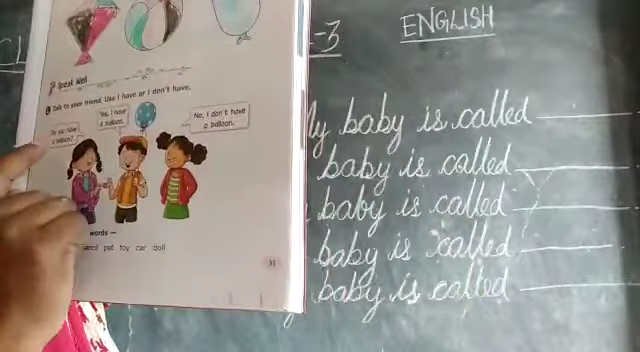 Speak Well
Talk to your friend. Use I have or I don't have.
Do you have
a balloon?
Yes, I have
a balloon.
No, I don't have
a balloon.
words —
pet toy car doll
31
-3
ENGLISH
My baby is called
baby is called
baby is called
baby is called
baby is called